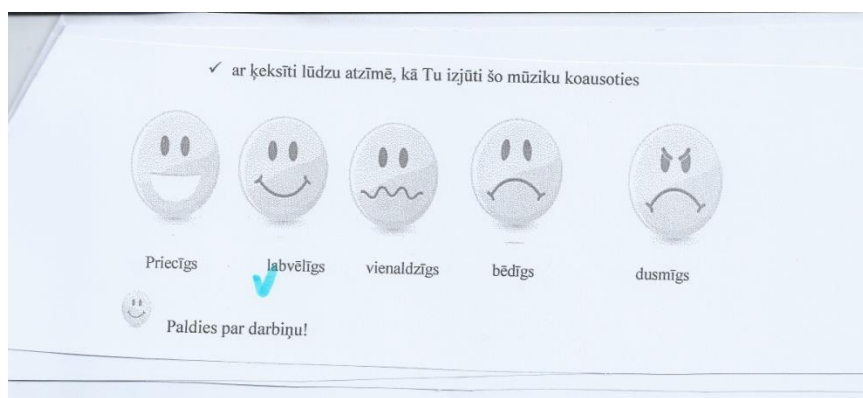 ✓ ar ķeksīti lūdzu atzīmē, kā Tu izjūti šo mūziku koausoties
Priecīgs labvēlīgs vienaldzīgs bēdīgs dusmīgs
Paldies par darbiņu!